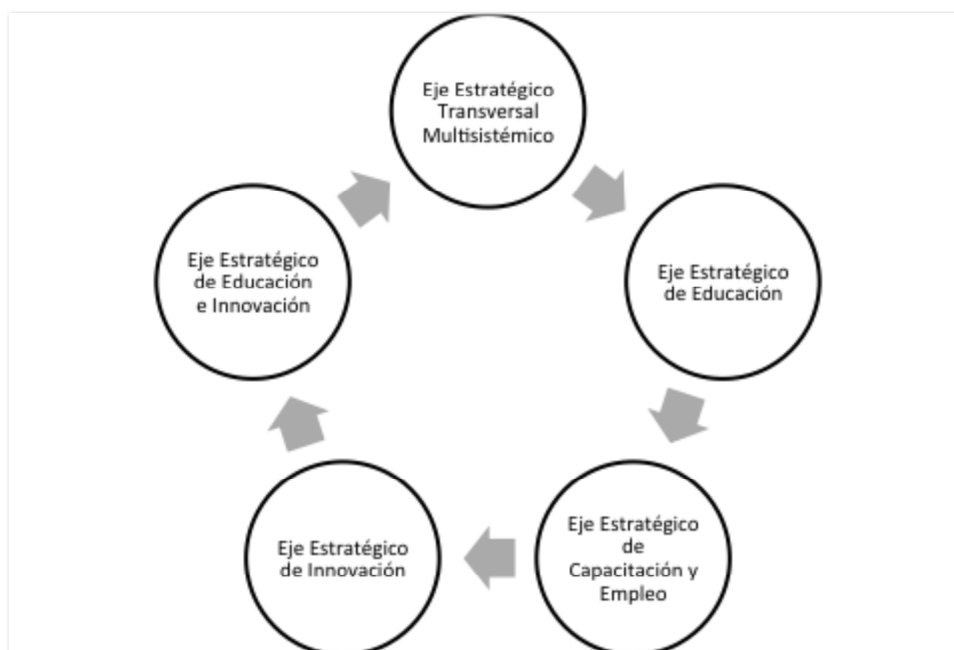 Eje Estratégico
Transversal
Multisistémico
Eje Estratégico
de Educación
Eje Estratégico
de
Capacitación y
Empleo
Eje Estratégico
de Innovación
Eje Estratégico
de Educación
e Innovación